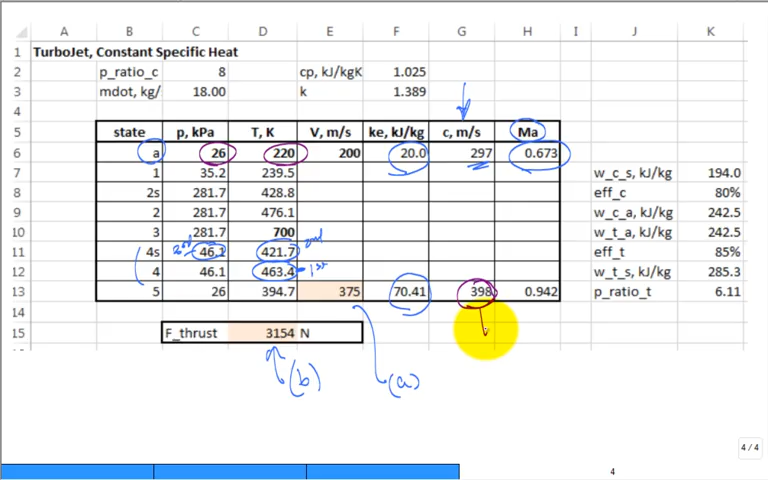 A B C D E F G H I J K
1 TurboJet, Constant Specific Heat
2 p_ratio_c 8 cp, kJ/kgK 1.025
3 mdot, kg/ 18.00 k 1.389
4
5 state p, kPa T, K V, m/s ke, kJ/kg c, m/s Ma
6 a 26 220 200 20.0 297 0.673
7 1 35.2 239.5 w_c_s, kJ/kg 194.0
8 2s 281.7 428.8 eff_c 80%
9 2 281.7 476.1 w_c_a, kJ/kg 242.5
10 3 281.7 700 w_t_a, kJ/kg 242.5
11 4s 46.1 421.7 2nd eff_t 85%
12 4 46.1 463.4 1st w_t_s, kJ/kg 285.3
13 5 26 394.7 375 70.41 398 0.942 p_ratio_t 6.11
14
15 F_thrust 3154 N
(b) (a)
4 / 4
4